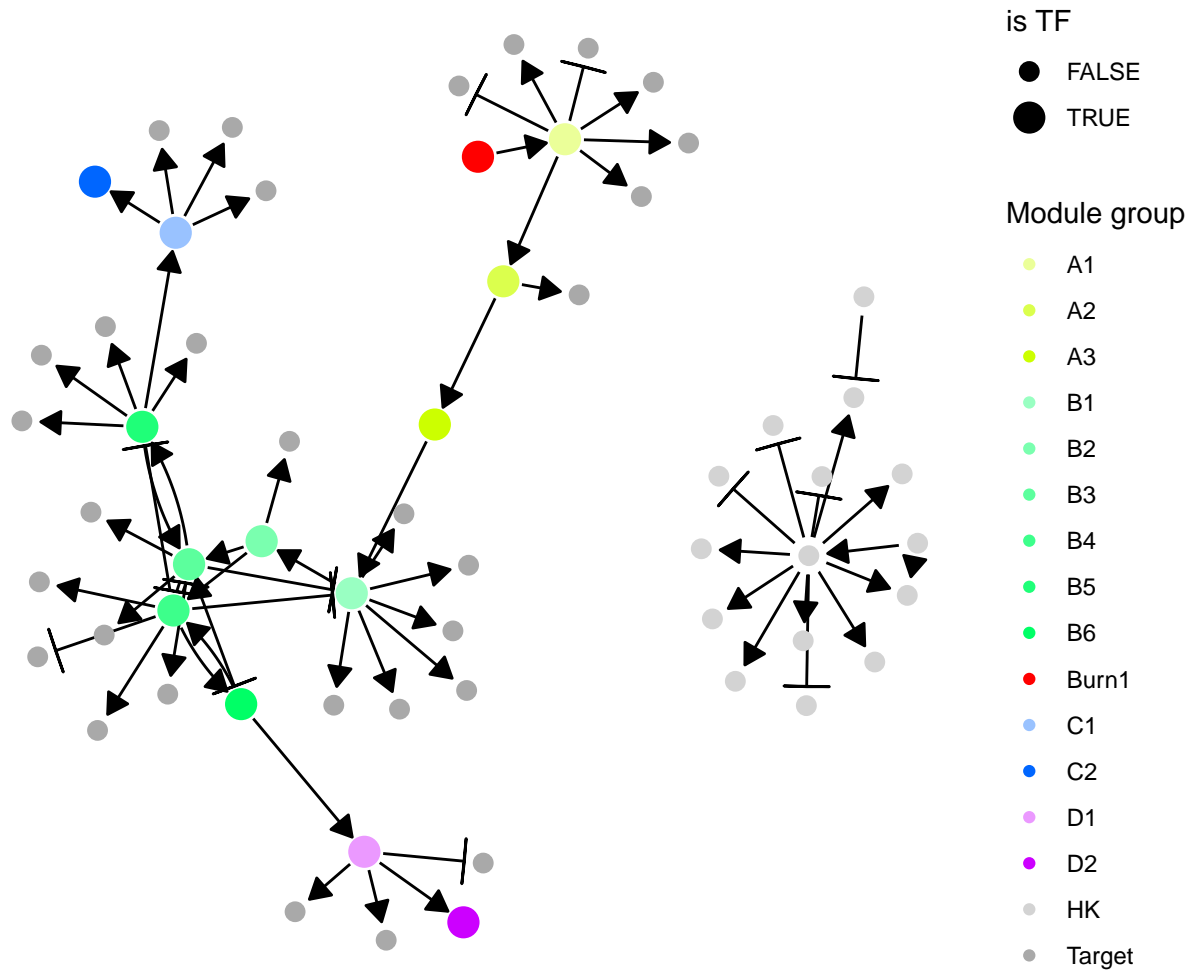 is TF
FALSE
TRUE
Module group
A1
A2
A3
B1
B2
B3
B4
B5
B6
Burn1
C1
C2
D1
D2
HK
Target